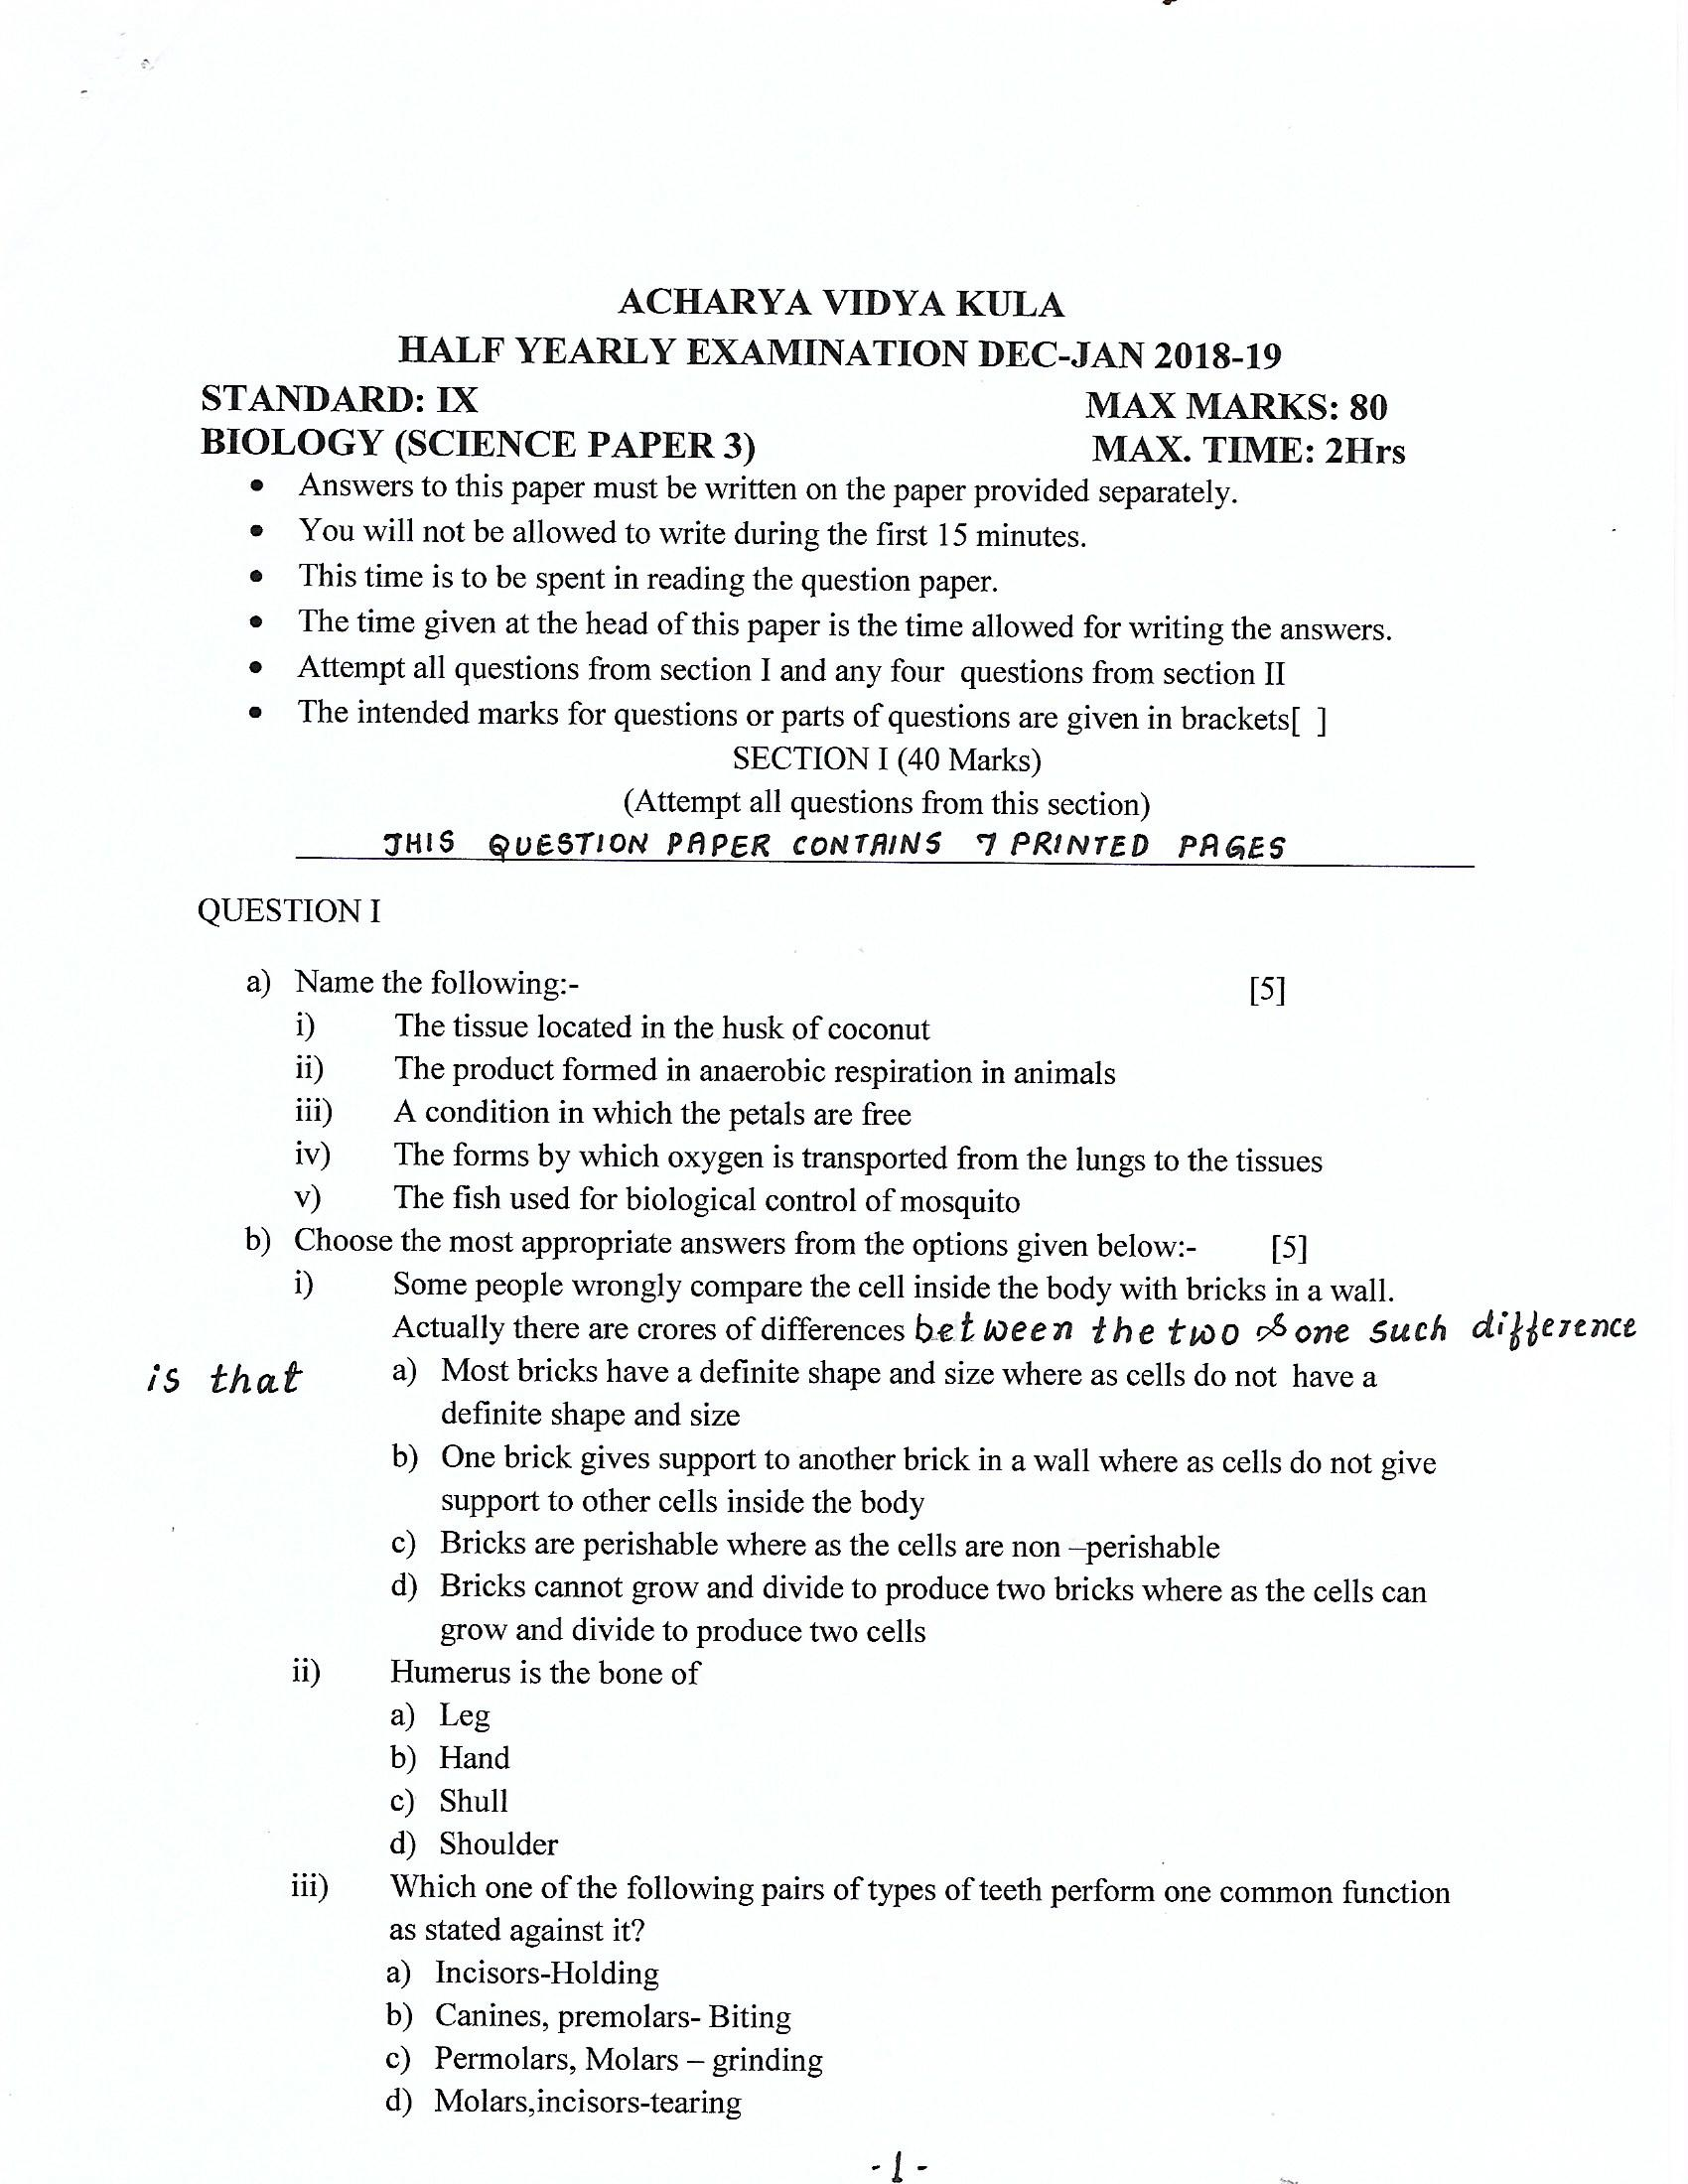 ACHARYA VIDYA KULA
HALF YEARLY EXAMINATION DEC-JAN 2018-19
STANDARD: IX MAX MARKS: 80
BIOLOGY (SCIENCE PAPER 3) MAX. TIME: 2Hrs
• Answers to this paper must be written on the paper provided separately.
• You will not be allowed to write during the first 15 minutes.
• This time is to be spent in reading the question paper.
• The time given at the head of this paper is the time allowed for writing the answers.
• Attempt all questions from section I and any four questions from section II
• The intended marks for questions or parts of questions are given in brackets[ ]
SECTION I (40 Marks)
(Attempt all questions from this section)
THIS QUESTION PAPER CONTAINS 7 PRINTED PAGES
QUESTION I
a) Name the following:- [5]
i) The tissue located in the husk of coconut
ii) The product formed in anaerobic respiration in animals
iii) A condition in which the petals are free
iv) The forms by which oxygen is transported from the lungs to the tissues
v) The fish used for biological control of mosquito
b) Choose the most appropriate answers from the options given below:- [5]
i) Some people wrongly compare the cell inside the body with bricks in a wall.
Actually there are crores of differences between the two & one such difference
is that a) Most bricks have a definite shape and size where as cells do not have a
definite shape and size
b) One brick gives support to another brick in a wall where as cells do not give
support to other cells inside the body
c) Bricks are perishable where as the cells are non –perishable
d) Bricks cannot grow and divide to produce two bricks where as the cells can
grow and divide to produce two cells
ii) Humerus is the bone of
a) Leg
b) Hand
c) Shull
d) Shoulder
iii) Which one of the following pairs of types of teeth perform one common function
as stated against it?
a) Incisors-Holding
b) Canines, premolars- Biting
c) Permolars, Molars – grinding
d) Molars,incisors-tearing
- 1 -